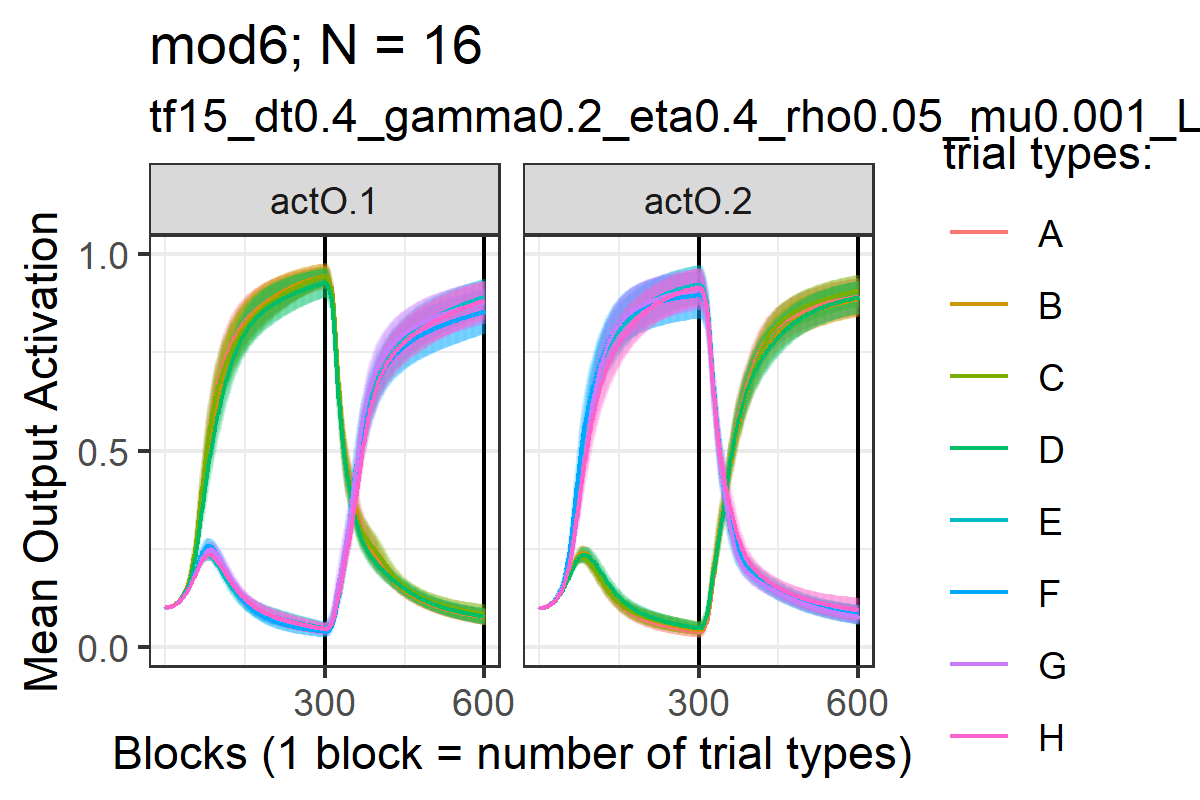 mod6; N = 16
tf15_dt0.4_gamma0.2_eta0.4_rho0.05_mu0.001_L
trial types:
actO.1
actO.2
A
B
C
D
E
F
G
H
Mean Output Activation
1.0
0.5
0.0
300
600
300
600
Blocks (1 block = number of trial types)